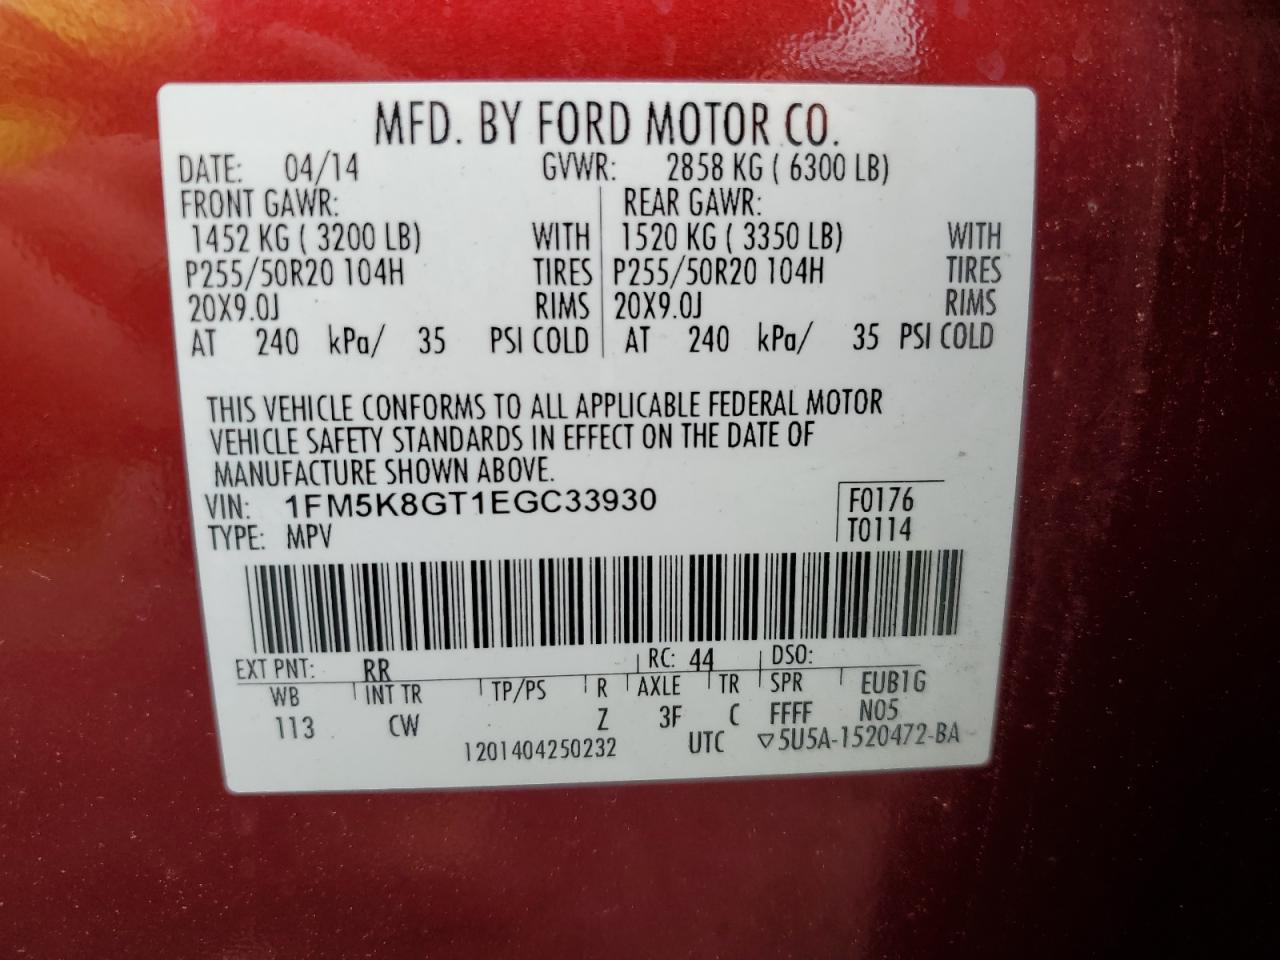 MFD. BY FORD MOTOR CO.
DATE: 04/14 GVWR: 2858 KG ( 6300 LB)
FRONT GAWR: REAR GAWR:
1452 KG ( 3200 LB) WITH 1520 KG ( 3350 LB) WITH
P255/50R20 104H TIRES P255/50R20 104H TIRES
20X9.0J RIMS 20X9.0J RIMS
AT 240 kPa/ 35 PSI COLD AT 240 kPa/ 35 PSI COLD
THIS VEHICLE CONFORMS TO ALL APPLICABLE FEDERAL MOTOR
VEHICLE SAFETY STANDARDS IN EFFECT ON THE DATE OF
MANUFACTURE SHOWN ABOVE.
VIN: 1FM5K8GT1EGC33930 F0176
TYPE: MPV T0114
EXT PNT: RR RC: 44 DSO:
WB INT TR TP/PS R AXLE TR SPR EUB1G
113 CW Z 3F C FFFF N05
1201404250232 UTC ▽5U5A-1520472-BA